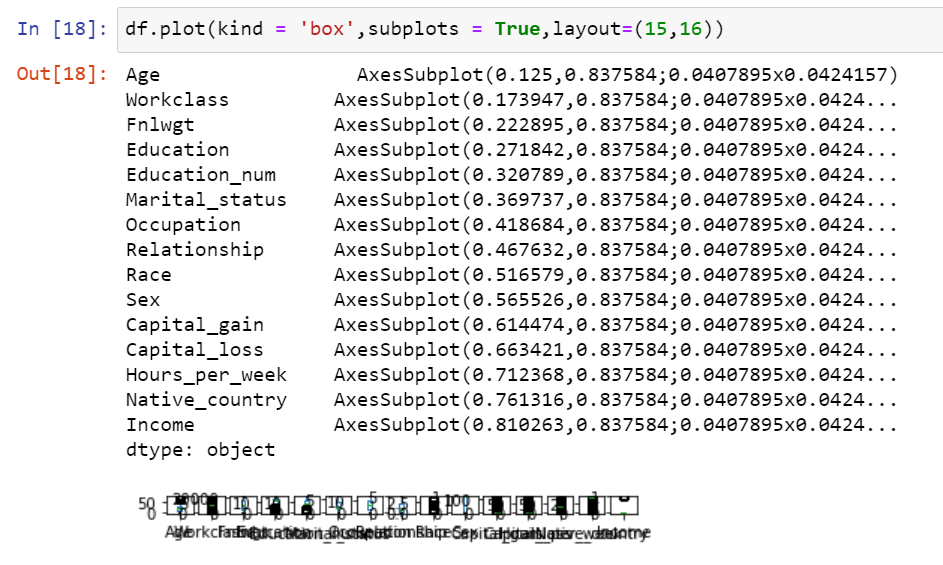 In [18]: df.plot(kind = 'box',subplots = True,layout=(15,16))
Out[18]: Age AxesSubplot(0.125,0.837584;0.0407895x0.0424157)
Workclass AxesSubplot(0.173947,0.837584;0.0407895x0.0424...
Fnlwgt AxesSubplot(0.222895,0.837584;0.0407895x0.0424...
Education AxesSubplot(0.271842,0.837584;0.0407895x0.0424...
Education_num AxesSubplot(0.320789,0.837584;0.0407895x0.0424...
Marital_status AxesSubplot(0.369737,0.837584;0.0407895x0.0424...
Occupation AxesSubplot(0.418684,0.837584;0.0407895x0.0424...
Relationship AxesSubplot(0.467632,0.837584;0.0407895x0.0424...
Race AxesSubplot(0.516579,0.837584;0.0407895x0.0424...
Sex AxesSubplot(0.565526,0.837584;0.0407895x0.0424...
Capital_gain AxesSubplot(0.614474,0.837584;0.0407895x0.0424...
Capital_loss AxesSubplot(0.663421,0.837584;0.0407895x0.0424...
Hours_per_week AxesSubplot(0.712368,0.837584;0.0407895x0.0424...
Native_country AxesSubplot(0.761316,0.837584;0.0407895x0.0424...
Income AxesSubplot(0.810263,0.837584;0.0407895x0.0424...
dtype: object
50
0